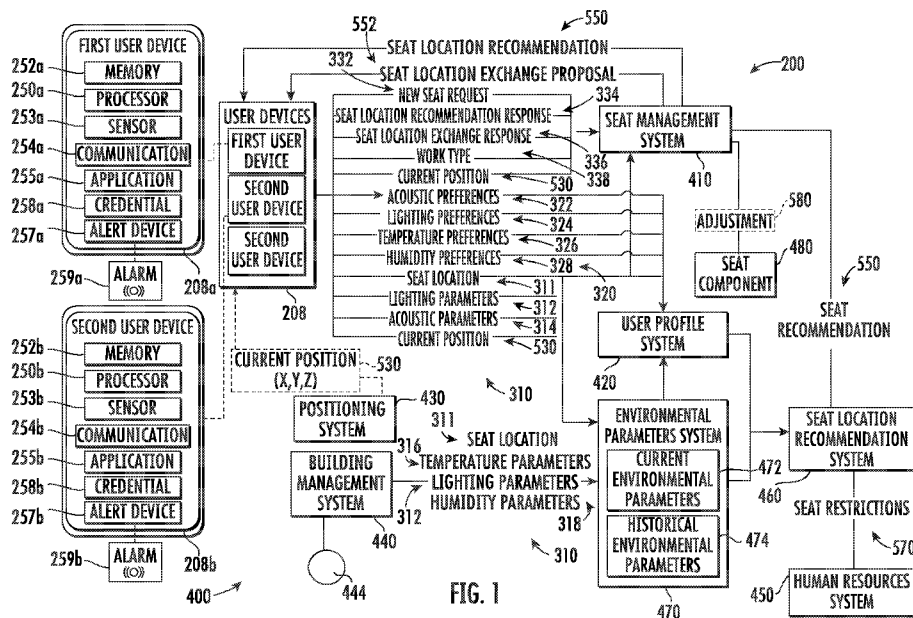 550
552
SEAT LOCATION RECOMMENDATION
200
332
SEAT LOCATION EXCHANGE PROPOSAL
FIRST USER DEVICE
252a
MEMORY
250a
PROCESSOR
253a
SENSOR
254a
COMMUNICATION
255a
APPLICATION
258a
CREDENTIAL
257a
ALERT DEVICE
259a
ALARM
((o))
208a
USER DEVICES
FIRST USER DEVICE
SECOND USER DEVICE
SECOND USER DEVICE
208
NEW SEAT REQUEST
SEAT LOCATION RECOMMENDATION RESPONSE
334
SEAT LOCATION EXCHANGE RESPONSE
336
WORK TYPE
338
CURRENT POSITION
530
ACOUSTIC PREFERENCES
322
LIGHTING PREFERENCES
324
TEMPERATURE PREFERENCES
326
HUMIDITY PREFERENCES
328
320
SEAT LOCATION
311
LIGHTING PARAMETERS
312
ACOUSTIC PARAMETERS
314
CURRENT POSITION
530
310
SEAT MANAGEMENT SYSTEM
410
ADJUSTMENT
580
SEAT COMPONENT
480
550
SEAT RECOMMENDATION
USER PROFILE SYSTEM
420
SECOND USER DEVICE
252b
MEMORY
250b
PROCESSOR
253b
SENSOR
254b
COMMUNICATION
255b
APPLICATION
258b
CREDENTIAL
257b
ALERT DEVICE
259b
ALARM
((o))
208b
CURRENT POSITION (X,Y,Z)
530
POSITIONING SYSTEM
430
BUILDING MANAGEMENT SYSTEM
440
444
400
311
SEAT LOCATION
316
TEMPERATURE PARAMETERS
LIGHTING PARAMETERS
312
HUMIDITY PARAMETERS
318
310
ENVIRONMENTAL PARAMETERS SYSTEM
CURRENT ENVIRONMENTAL PARAMETERS
472
HISTORICAL ENVIRONMENTAL PARAMETERS
474
470
SEAT LOCATION RECOMMENDATION SYSTEM
460
SEAT RESTRICTIONS
570
HUMAN RESOURCES SYSTEM
450
FIG. 1